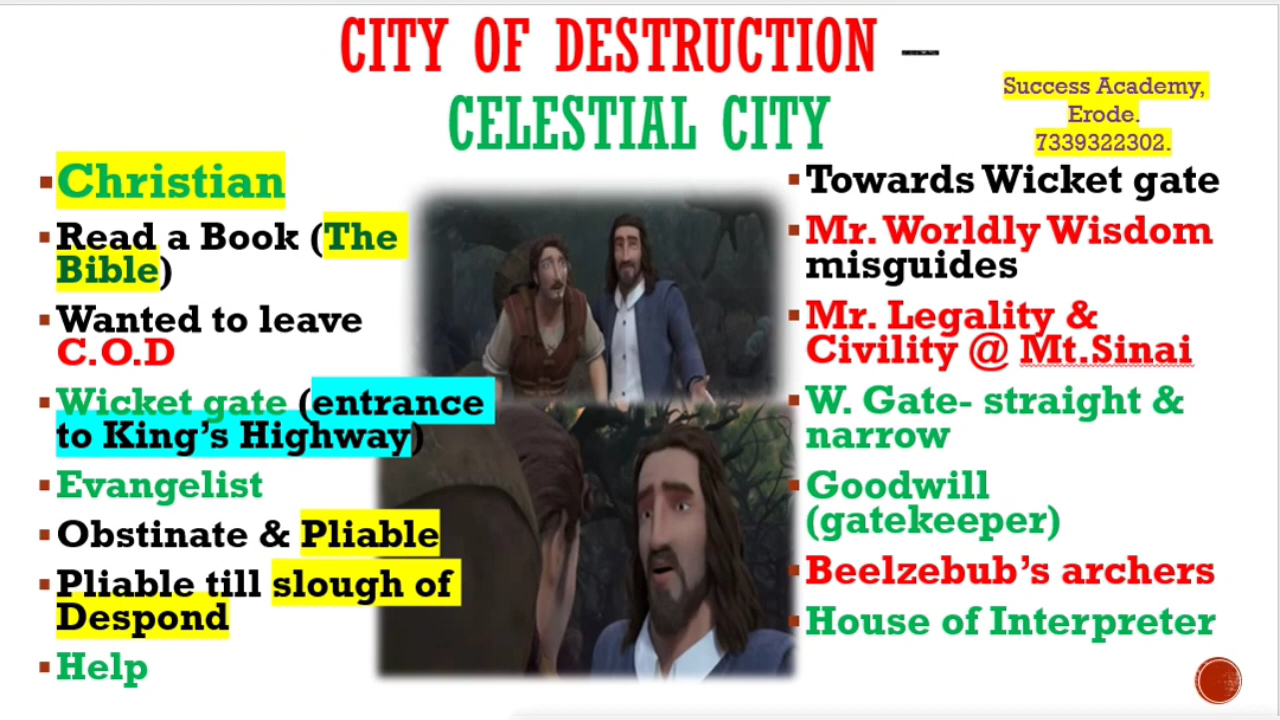 CITY OF DESTRUCTION –
CELESTIAL CITY
Success Academy,
Erode.
7339322302.
Christian
Read a Book (The
Bible)
Wanted to leave
C.O.D
Wicket gate (entrance
to King's Highway)
Evangelist
Obstinate & Pliable
Pliable till slough of
Despond
Help
Towards Wicket gate
Mr. Worldly Wisdom
misguides
Mr. Legality &
Civility @ Mt.Sinai
W. Gate- straight &
narrow
Goodwill
(gatekeeper)
Beelzebub's archers
House of Interpreter